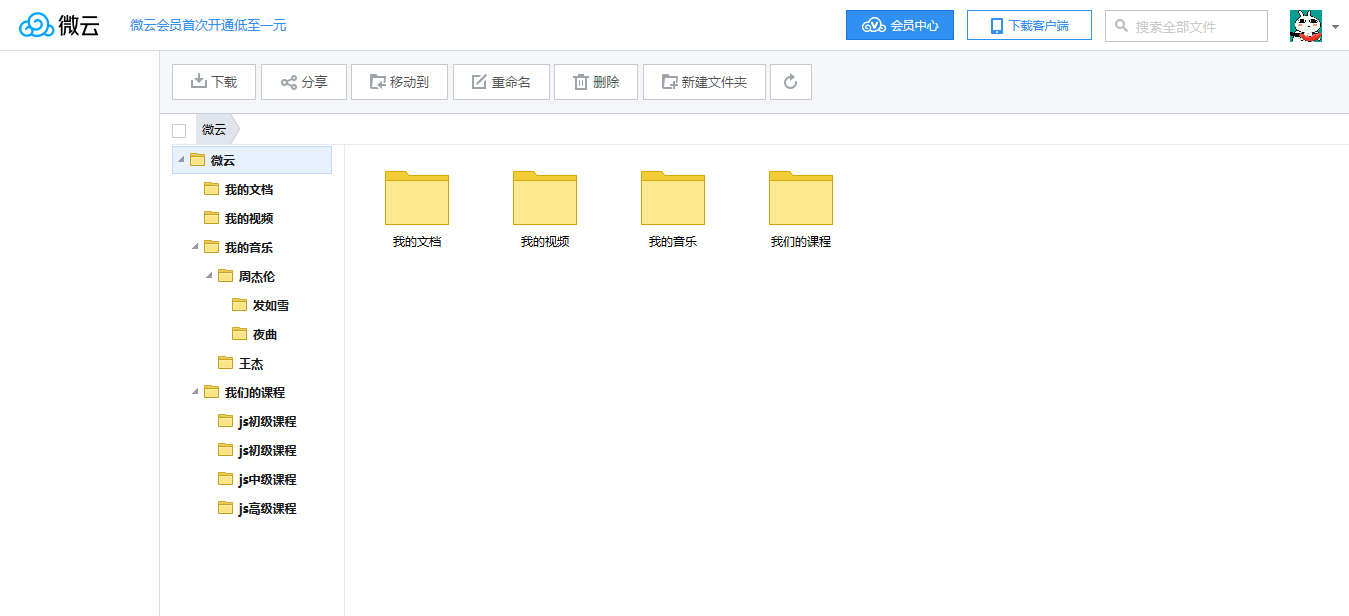 微云
微云会员首次开通低至一元
会员中心
下载客户端
搜索全部文件
下载
分享
移动到
重命名
删除
新建文件夹
微云
微云
我的文档
我的视频
我的音乐
周杰伦
发如雪
夜曲
王杰
我们的课程
js初级课程
js初级课程
js中级课程
js高级课程
我的文档
我的视频
我的音乐
我们的课程